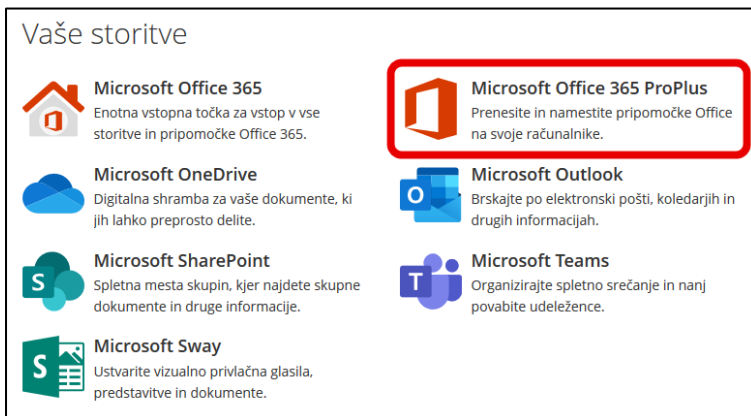 Vaše storitve
Microsoft Office 365
Enotna vstopna točka za vstop v vse
storitve in pripomočke Office 365.
Microsoft Office 365 ProPlus
Prenesite in namestite pripomočke Office
na svoje računalnike.
Microsoft OneDrive
Digitalna shramba za vaše dokumente, ki
jih lahko preprosto delite.
Microsoft Outlook
Brskajte po elektronski pošti, koledarjih in
drugih informacijah.
Microsoft SharePoint
Spletna mesta skupin, kjer najdete skupne
dokumente in druge informacije.
Microsoft Teams
Organizirajte spletno srečanje in nanj
povabite udeležence.
Microsoft Sway
Ustvarite vizualno privlačna glasila,
predstavitve in dokumente.